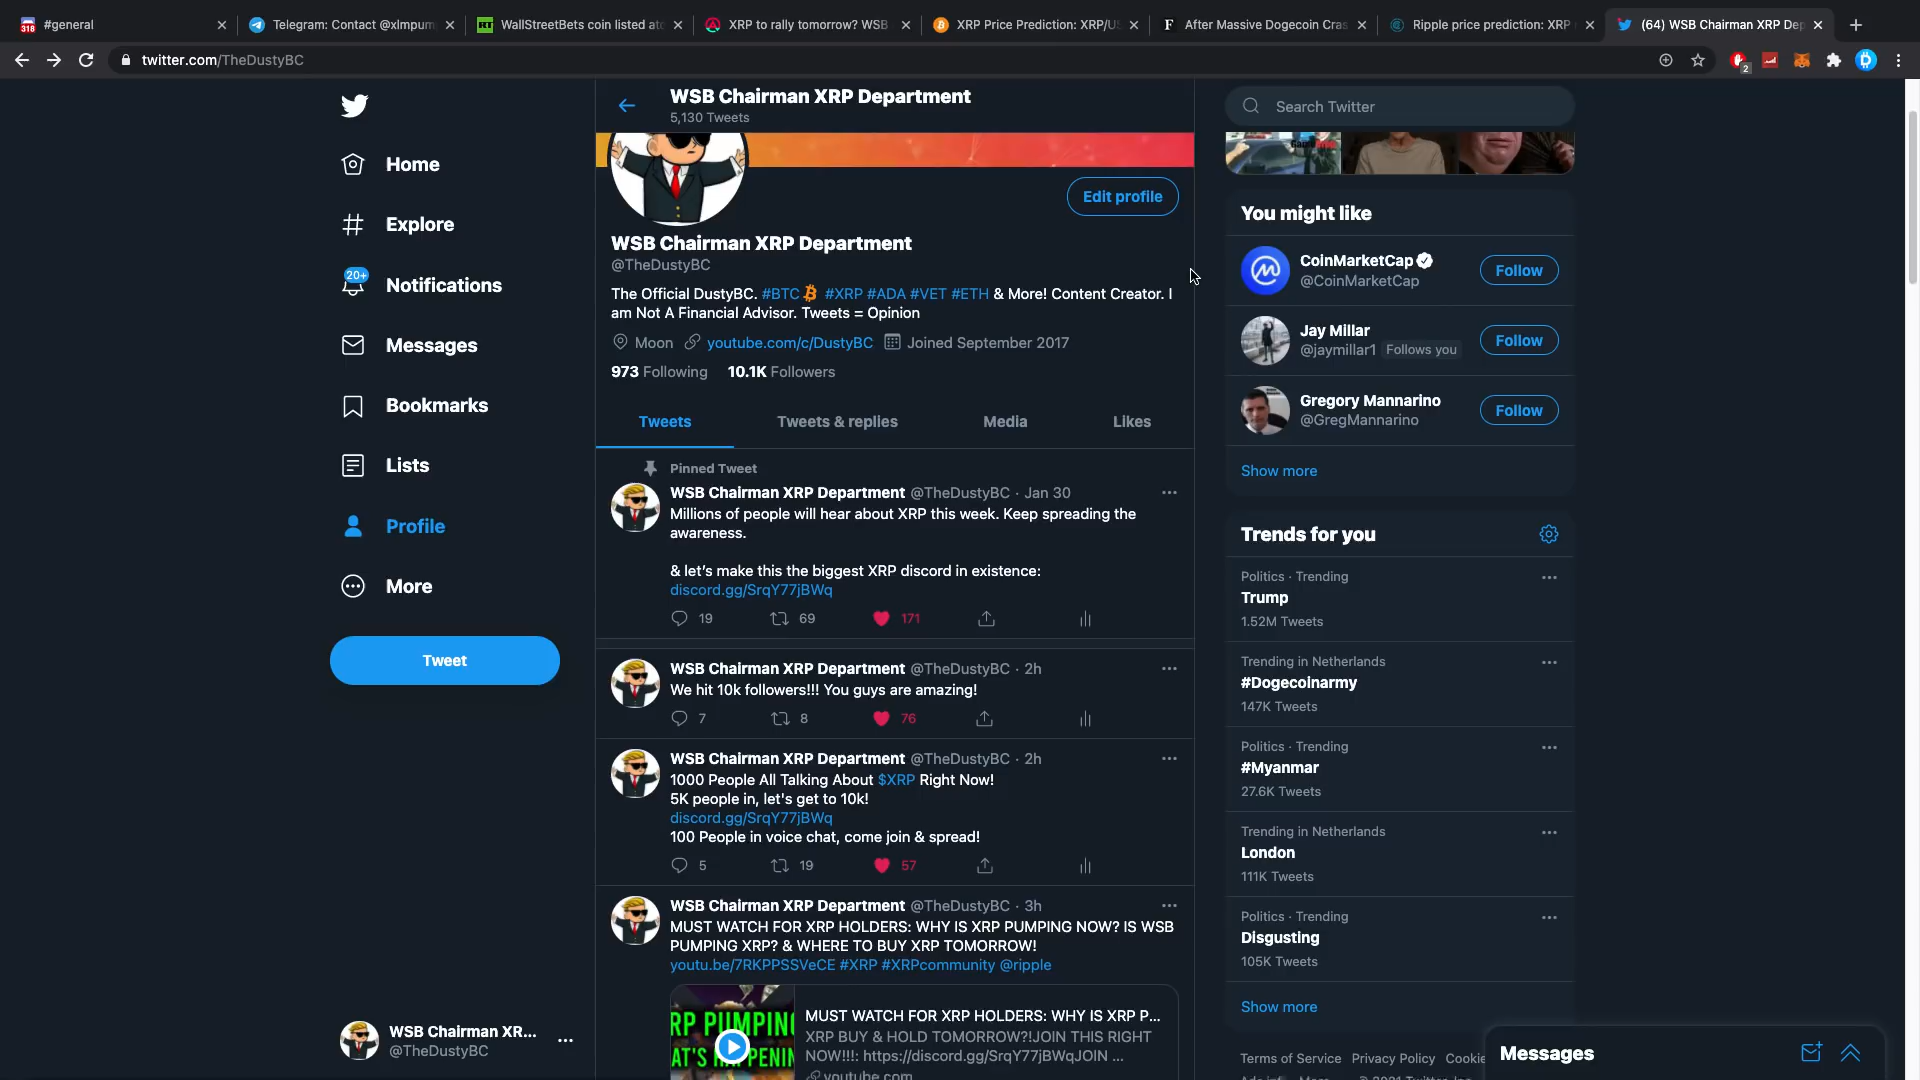 318
#general
Telegram: Contact @xlmpum
RT
WallStreetBets coin listed ato
XRP to rally tomorrow? WSB
XRP Price Prediction: XRP/U
F
After Massive Dogecoin Cras
Ripple price prediction: XRP
(64) WSB Chairman XRP Dep
twitter.com/TheDustyBC
2
Home
Explore
20+
Notifications
Messages
Bookmarks
Lists
Profile
More
Tweet
WSB Chairman XR...
@TheDustyBC
WSB Chairman XRP Department
5,130 Tweets
Edit profile
WSB Chairman XRP Department
@TheDustyBC
The Official DustyBC. #BTC #XRP #ADA #VET #ETH & More! Content Creator. I
am Not A Financial Advisor. Tweets = Opinion
Moon youtube.com/c/DustyBC Joined September 2017
973 Following 10.1K Followers
Tweets Tweets & replies Media Likes
Pinned Tweet
WSB Chairman XRP Department @TheDustyBC · Jan 30
Millions of people will hear about XRP this week. Keep spreading the
awareness.
& let’s make this the biggest XRP discord in existence:
discord.gg/SrqY77jBWq
19 69 171
WSB Chairman XRP Department @TheDustyBC · 2h
We hit 10k followers!!! You guys are amazing!
7 8 76
WSB Chairman XRP Department @TheDustyBC · 2h
1000 People All Talking About $XRP Right Now!
5K people in, let's get to 10k!
discord.gg/SrqY77jBWq
100 People in voice chat, come join & spread!
5 19 57
WSB Chairman XRP Department @TheDustyBC · 3h
MUST WATCH FOR XRP HOLDERS: WHY IS XRP PUMPING NOW? IS WSB
PUMPING XRP? & WHERE TO BUY XRP TOMORROW!
youtu.be/7RKPPSSVeCE #XRP #XRPcommunity @ripple
RP PUMPING
AT'S HAPPENIN
MUST WATCH FOR XRP HOLDERS: WHY IS XRP P...
XRP BUY & HOLD TOMORROW?!JOIN THIS RIGHT
NOW!!!: https://discord.gg/SrqY77jBWqJOIN ...
youtube.com
Search Twitter
You might like
CoinMarketCap
@CoinMarketCap
Follow
Jay Millar
@jaymillar1 Follows you
Follow
Gregory Mannarino
@GregMannarino
Follow
Show more
Trends for you
Politics · Trending
Trump
1.52M Tweets
Trending in Netherlands
#Dogecoinarmy
147K Tweets
Politics · Trending
#Myanmar
27.6K Tweets
Trending in Netherlands
London
111K Tweets
Politics · Trending
Disgusting
105K Tweets
Show more
Terms of Service Privacy Policy Cookie
Messages